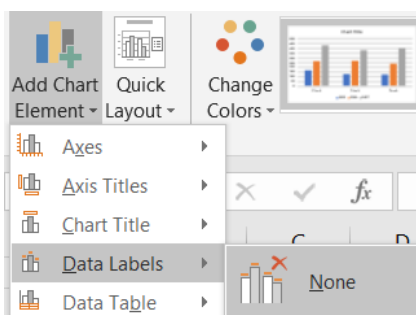 Add Chart Element
Quick Layout
Change Colors
Chart Title
Axes
Axis Titles
fx
Chart Title
C
D
Data Labels
None
Data Table